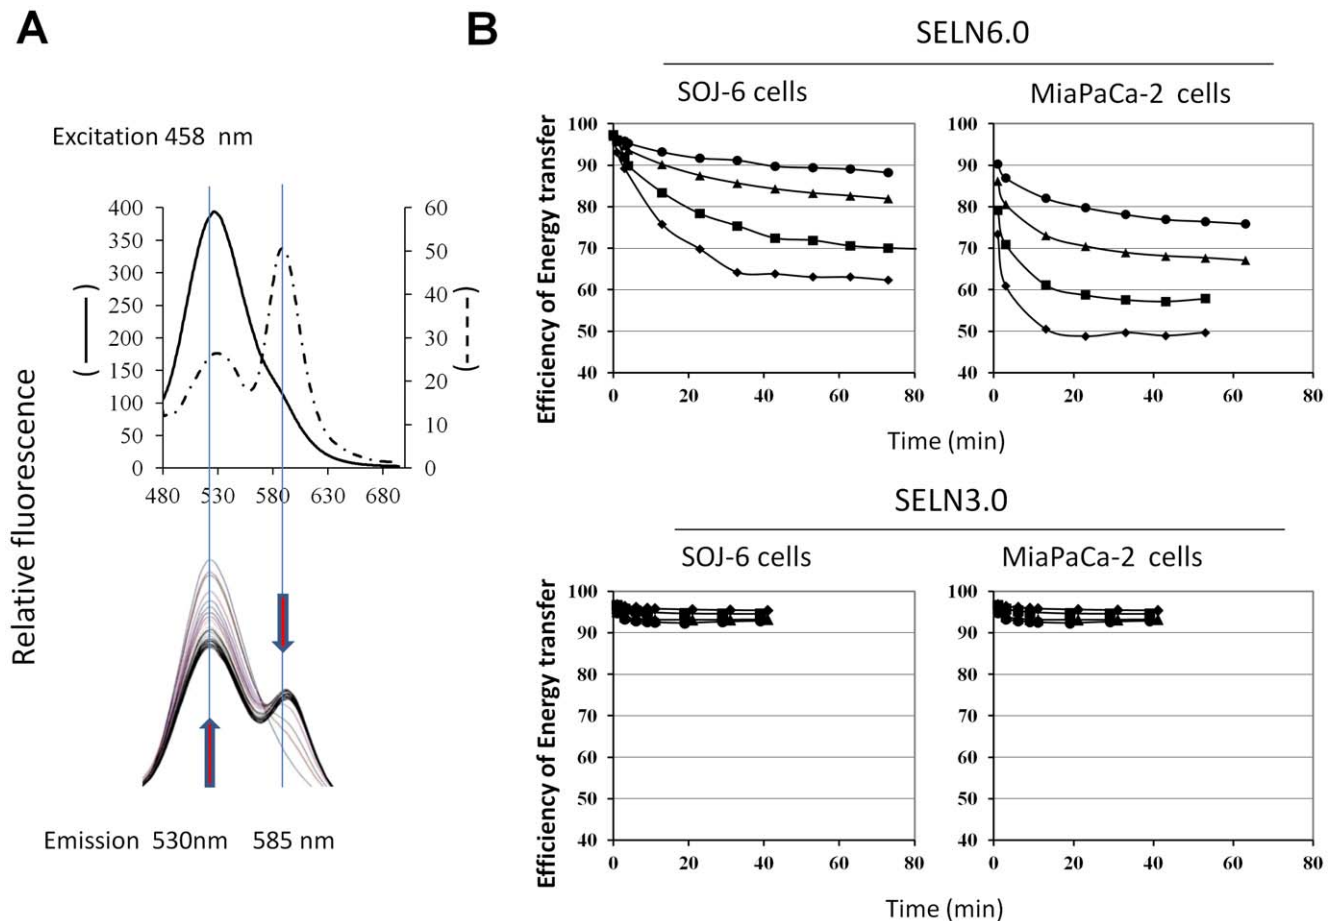 A
Excitation 458 nm
400
350
300
250
200
150
100
50
0
60
50
40
30
20
10
0
480 530 580 630 680
Relative fluorescence
Emission 530nm 585 nm
B
SELN6.0
SOJ-6 cells
MiaPaCa-2 cells
Efficiency of Energy transfer
100
90
80
70
60
50
40
0 20 40 60 80
100
90
80
70
60
50
40
0 20 40 60 80
Time (min)
SELN3.0
SOJ-6 cells
MiaPaCa-2 cells
Efficiency of Energy transfer
100
90
80
70
60
50
40
0 20 40 60 80
100
90
80
70
60
50
40
0 20 40 60 80
Time (min)